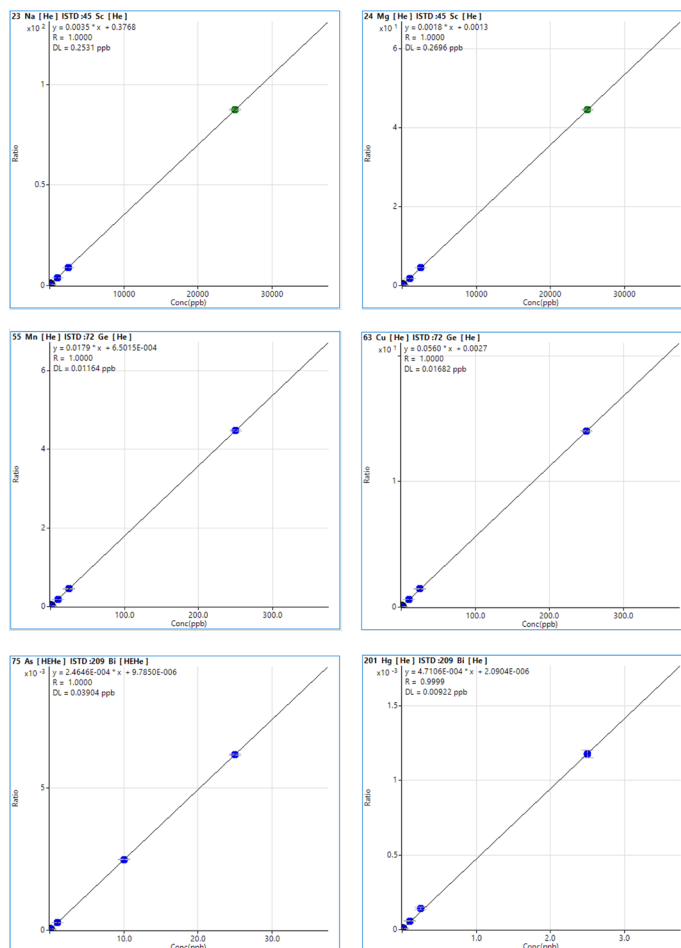 23 Na [He] ISTD :45 Sc [He]
x10 2 y = 0.0035 * x + 0.3768
R = 1.0000
DL = 0.2531 ppb
1
0.5
0
Ratio
10000 20000 30000
Conc(ppb)
24 Mg [He] ISTD :45 Sc [He]
x10 1 y = 0.0018 * x + 0.0013
R = 1.0000
DL = 0.2696 ppb
6
4
2
0
Ratio
10000 20000 30000
Conc(ppb)
55 Mn [He] ISTD :72 Ge [He]
y = 0.0179 * x + 6.5015E-004
R = 1.0000
DL = 0.01164 ppb
6
4
2
0
Ratio
100.0 200.0 300.0
Conc(ppb)
63 Cu [He] ISTD :72 Ge [He]
x10 1 y = 0.0560 * x + 0.0027
R = 1.0000
DL = 0.01682 ppb
1
0
Ratio
100.0 200.0 300.0
Conc(ppb)
75 As [HEHe] ISTD :209 Bi [HEHe]
x10 -3 y = 2.4646E-004 * x + 9.7850E-006
R = 1.0000
DL = 0.03904 ppb
5
0
Ratio
10.0 20.0 30.0
Conc(ppb)
201 Hg [He] ISTD :209 Bi [He]
x10 -3 y = 4.7106E-004 * x + 2.0904E-006
R = 0.9999
DL = 0.00922 ppb
1.5
1
0.5
0
Ratio
1.0 2.0 3.0
Conc(ppb)